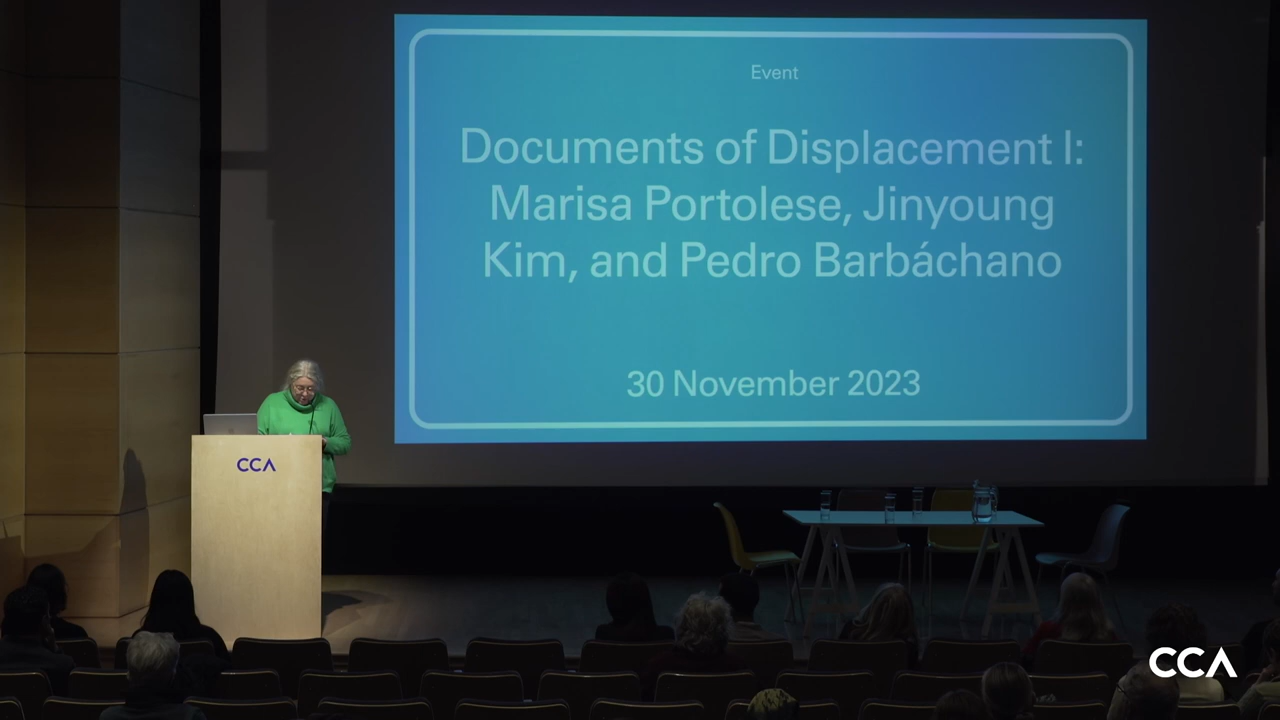 Event
Documents of Displacement I:
Marisa Portolese, Jinyoung
Kim, and Pedro Barbáchano
30 November 2023
CCA
CCA